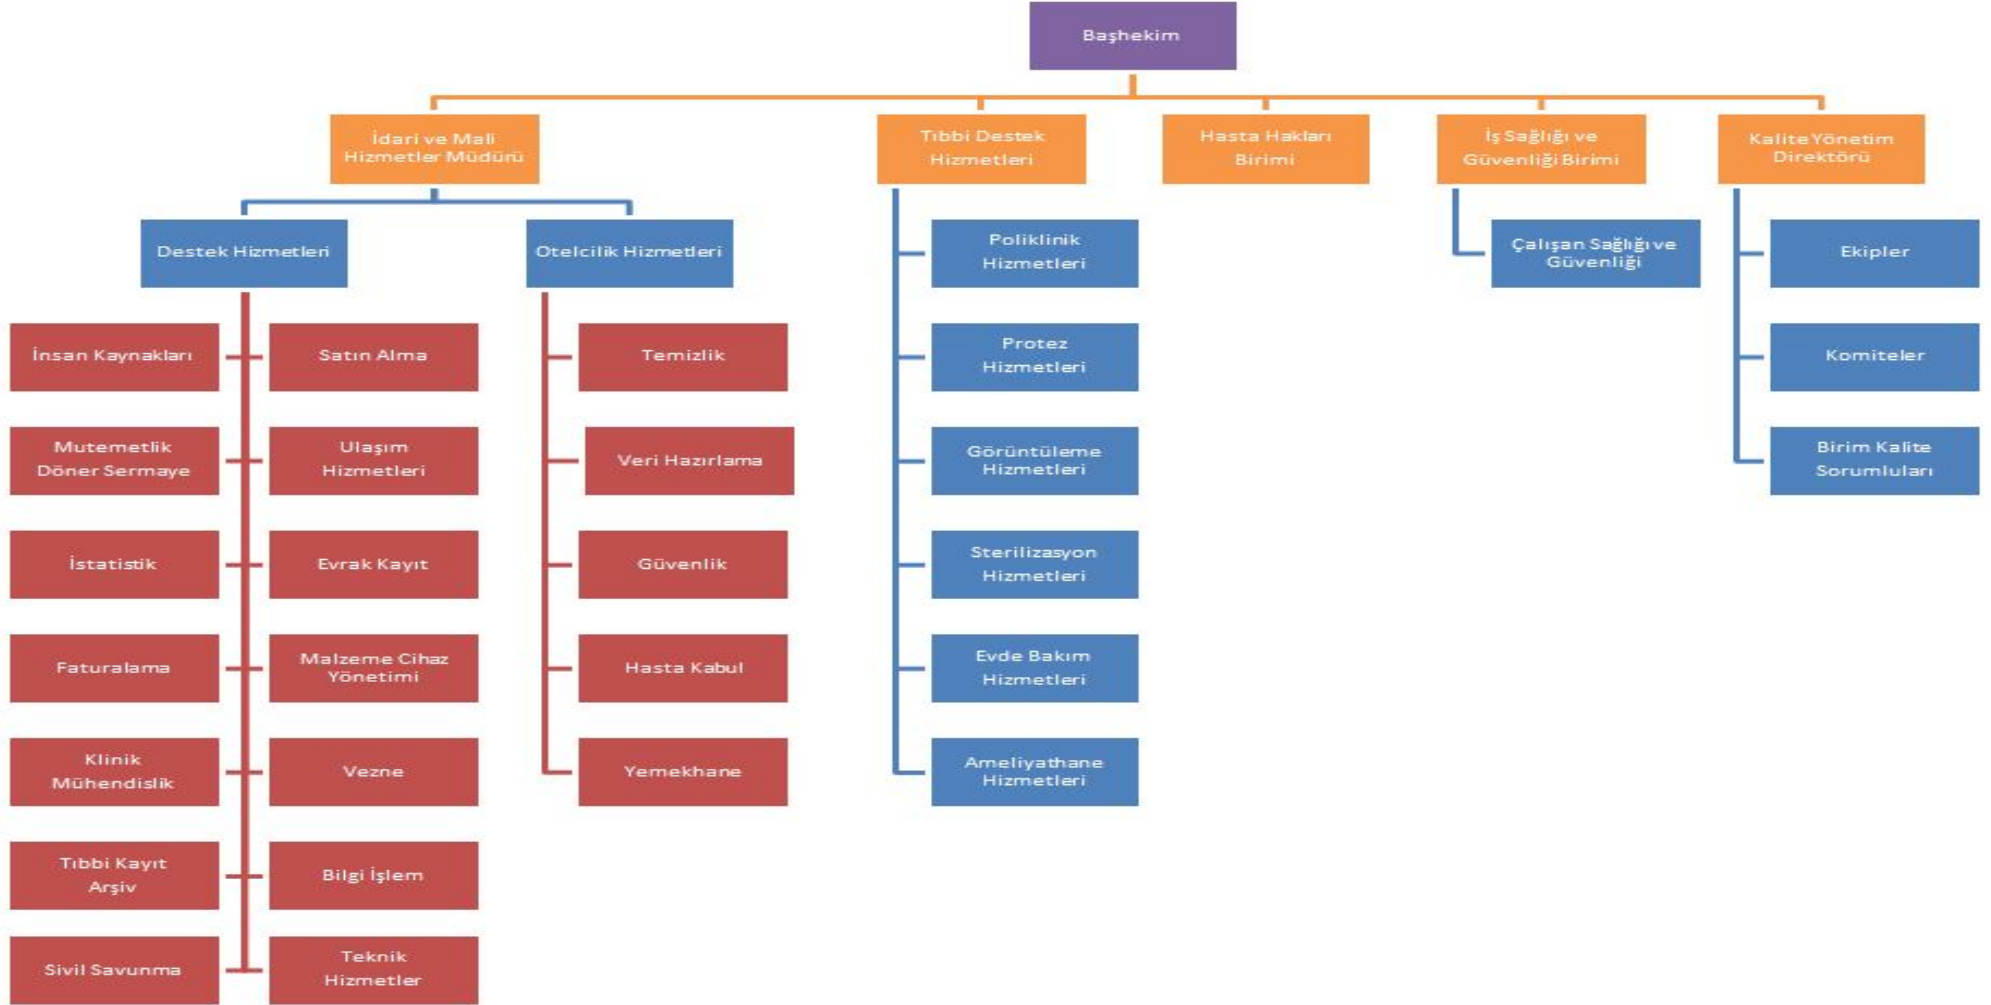 Başhekim
İdari ve Mali
Hizmetler Müdürü
Tıbbi Destek
Hizmetleri
Hasta Hakları
Birimi
İş Sağlığı ve
Güvenliği Birimi
Kalite Yönetim
Direktörü
Destek Hizmetleri
Otelcilik Hizmetleri
Poliklinik
Hizmetleri
Çalışan Sağlığı ve
Güvenliği
Ekipler
İnsan Kaynakları
Satın Alma
Temizlik
Protez
Hizmetleri
Komiteler
Mutemetlik
Döner Sermaye
Ulaşım
Hizmetleri
Veri Hazırlama
Görüntüleme
Hizmetleri
Birim Kalite
Sorumluları
İstatistik
Evrak Kayıt
Güvenlik
Sterilizasyon
Hizmetleri
Faturalama
Malzeme Cihaz
Yönetimi
Hasta Kabul
Evde Bakım
Hizmetleri
Klinik
Mühendislik
Vezne
Yemekhane
Ameliyathane
Hizmetleri
Tıbbi Kayıt
Arşiv
Bilgi İşlem
Sivil Savunma
Teknik
Hizmetler